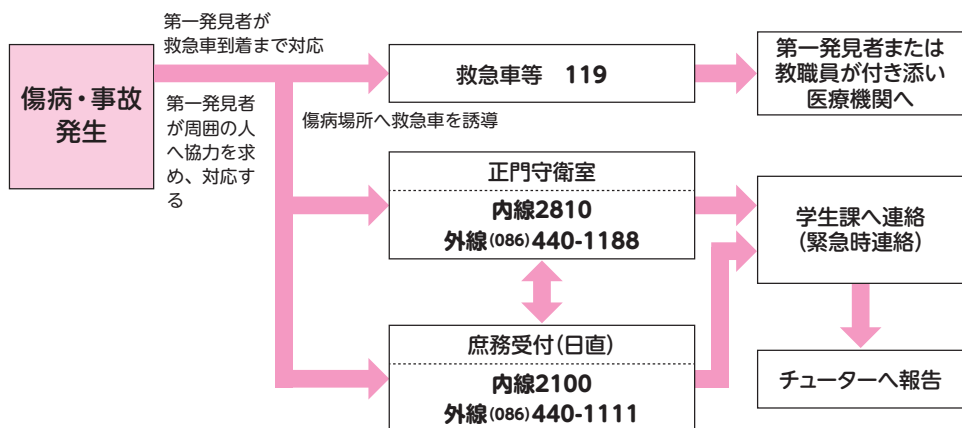 傷病・事故
発生
第一発見者が
救急車到着まで対応
第一発見者
が周囲の人
へ協力を求
め、対応す
る
救急車等 119
第一発見者または
教職員が付き添い
医療機関へ
傷病場所へ救急車を誘導
正門守衛室
内線2810
外線(086)440-1188
学生課へ連絡
(緊急時連絡)
庶務受付(日直)
内線2100
外線(086)440-1111
チューターへ報告